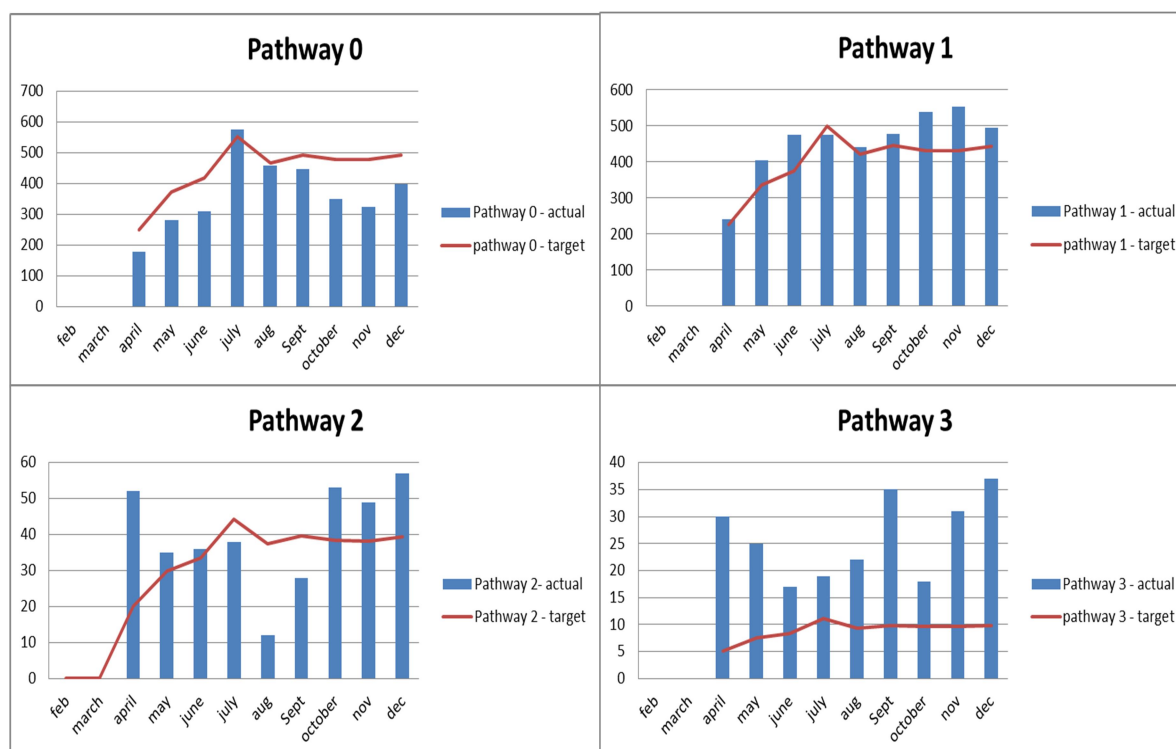 Pathway 0
700
600
500
400
300
200
100
0
feb
march
april
may
june
july
aug
Sept
october
nov
dec
Pathway 0 - actual
pathway 0 - target
Pathway 1
600
500
400
300
200
100
0
feb
march
april
may
june
july
aug
Sept
october
nov
dec
Pathway 1 - actual
pathway 1 - target
Pathway 2
60
50
40
30
20
10
0
feb
march
april
may
june
july
aug
Sept
october
nov
dec
Pathway 2- actual
Pathway 2 - target
Pathway 3
40
35
30
25
20
15
10
5
0
feb
march
april
may
june
july
aug
Sept
october
nov
dec
Pathway 3 - actual
pathway 3 - target